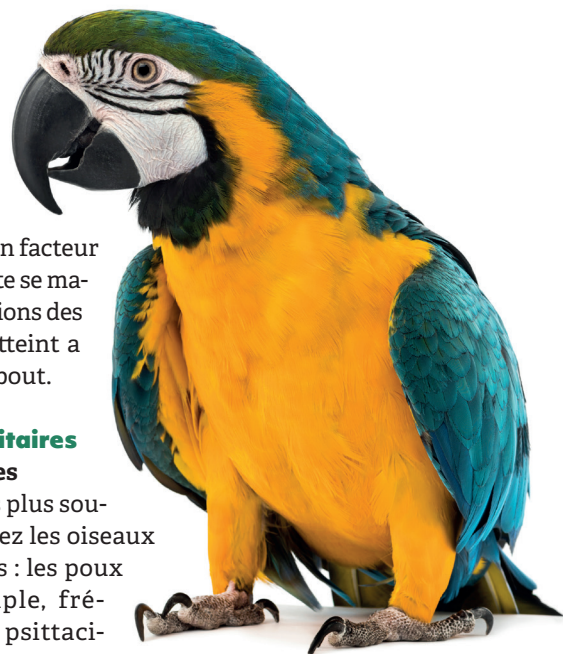 n facteur
te se ma-
ions des
tteint a
bout.
itaires
es
plus sou-
ez les oiseaux
s : les poux
ple, fré-
psittaci-